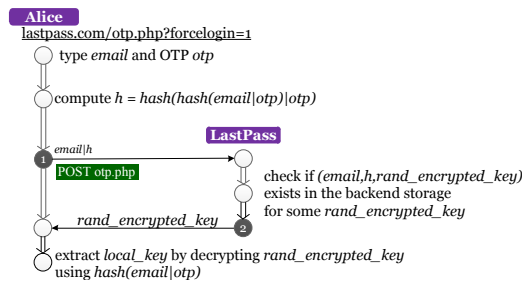 Alice
lastpass.com/otp.php?forcelogin=1
type email and OTP otp
compute h = hash(hash(email|otp)|otp)
LastPass
1
email|h
POST otp.php
check if (email,h,rand_encrypted_key)
exists in the backend storage
for some rand_encrypted_key
rand_encrypted_key
2
extract local_key by decrypting rand_encrypted_key
using hash(email|otp)